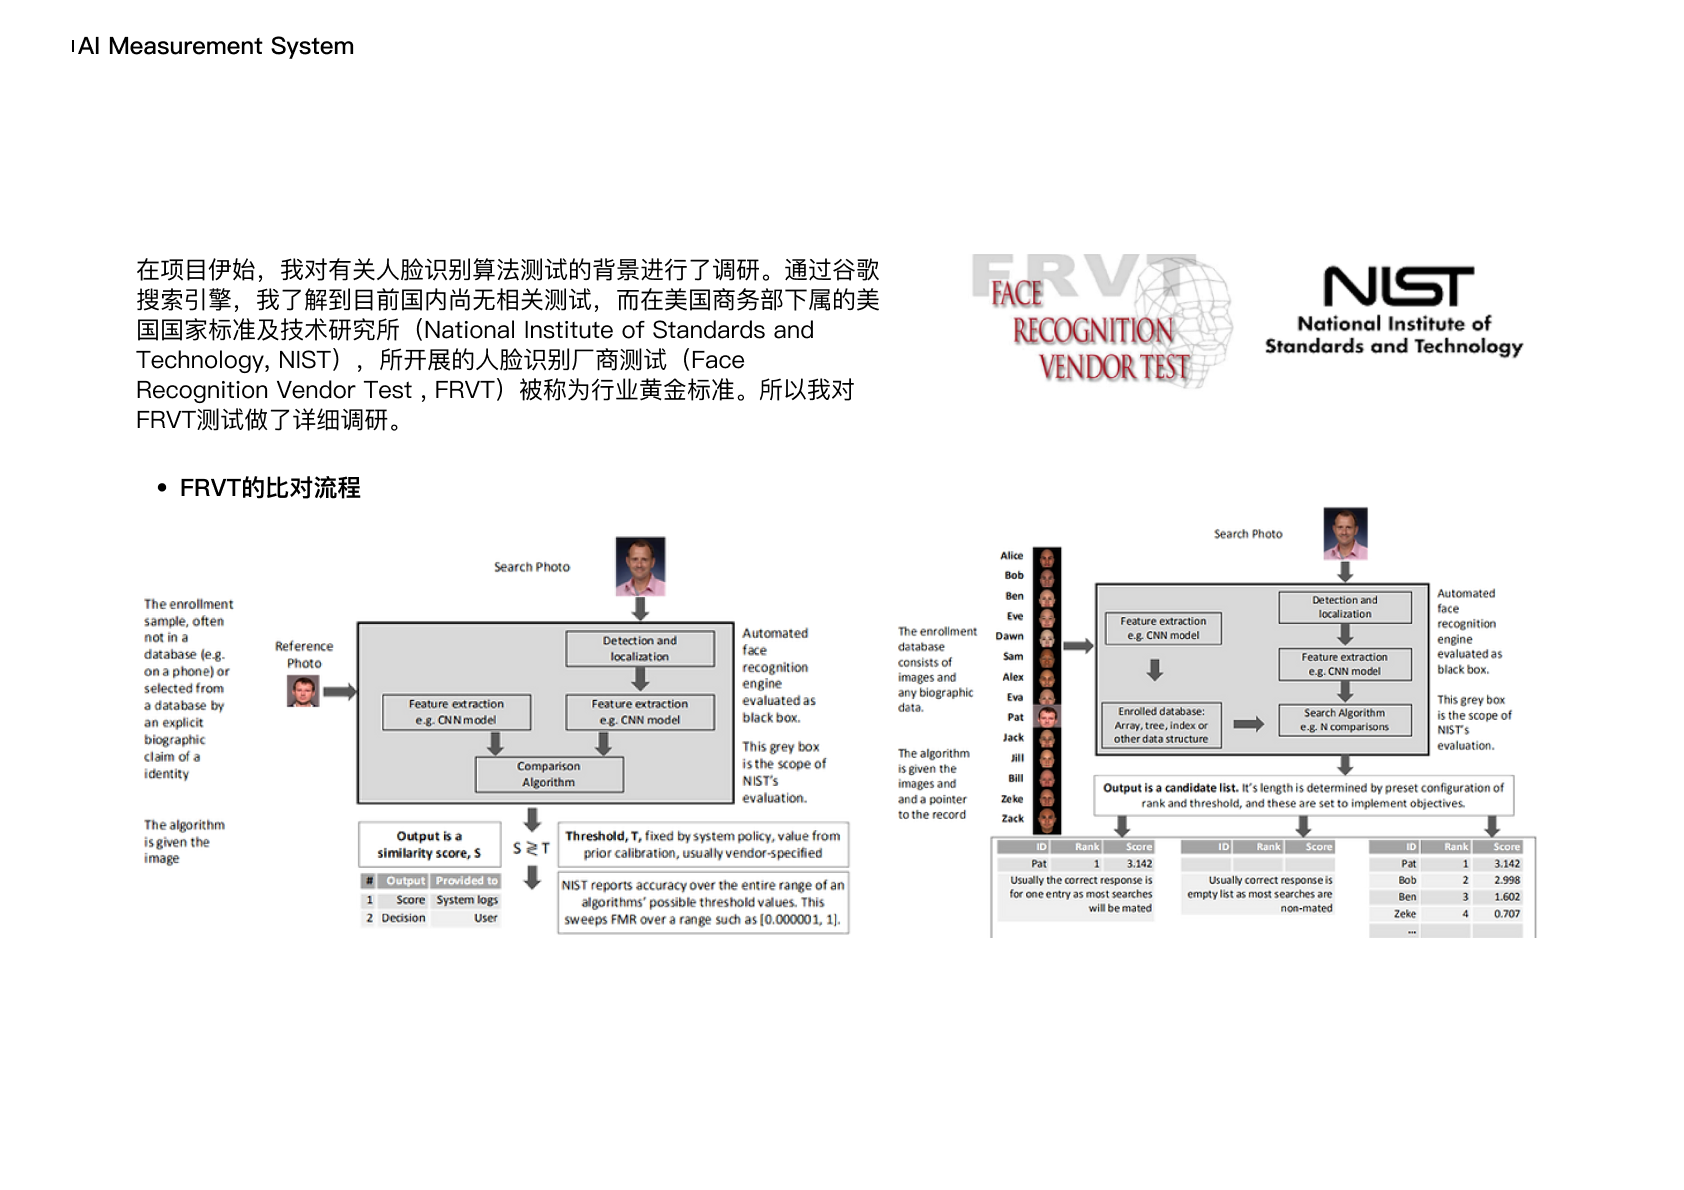 AI Measurement System
在项目伊始，我对有关人脸识别算法测试的背景进行了调研。通过谷歌
搜索引擎，我了解到目前国内尚无相关测试，而在美国商务部下属的美
国国家标准及技术研究所（National Institute of Standards and
Technology, NIST），所开展的人脸识别厂商测试（Face
Recognition Vendor Test , FRVT）被称为行业黄金标准。所以我对
FRVT测试做了详细调研。
FRVT
FACE
RECOGNITION
VENDOR TEST
NIST
National Institute of
Standards and Technology
• FRVT的比对流程
Search Photo
The enrollment
sample, often
not in a
database (e.g.
on a phone) or
selected from
a database by
an explicit
biographic
claim of a
identity
The algorithm
is given the
image
Reference
Photo
Detection and
localization
Feature extraction
e.g. CNN model
Feature extraction
e.g. CNN model
Comparison
Algorithm
Automated
face
recognition
engine
evaluated as
black box.
This grey box
is the scope of
NIST's
evaluation.
Output is a
similarity score, S
S ≷ T
Threshold, T, fixed by system policy, value from
prior calibration, usually vendor-specified
# Output Provided to
1 Score System logs
2 Decision User
NIST reports accuracy over the entire range of an
algorithms' possible threshold values. This
sweeps FMR over a range such as [0.000001, 1].
Search Photo
The enrollment
database
consists of
images and
any biographic
data.
The algorithm
is given the
images and
and a pointer
to the record
Alice
Bob
Ben
Eve
Dawn
Sam
Alex
Eva
Pat
Jack
Jill
Bill
Zeke
Zack
Feature extraction
e.g. CNN model
Enrolled database:
Array, tree, index or
other data structure
Detection and
localization
Feature extraction
e.g. CNN model
Search Algorithm
e.g. N comparisons
Automated
face
recognition
engine
evaluated as
black box.
This grey box
is the scope of
NIST's
evaluation.
Output is a candidate list. It's length is determined by preset configuration of
rank and threshold, and these are set to implement objectives.
ID Rank Score
Pat 1 3.142
Usually the correct response is
for one entry as most searches
will be mated
ID Rank Score
Usually correct response is
empty list as most searches are
non-mated
ID Rank Score
Pat 1 3.142
Bob 2 2.998
Ben 3 1.602
Zeke 4 0.707
...